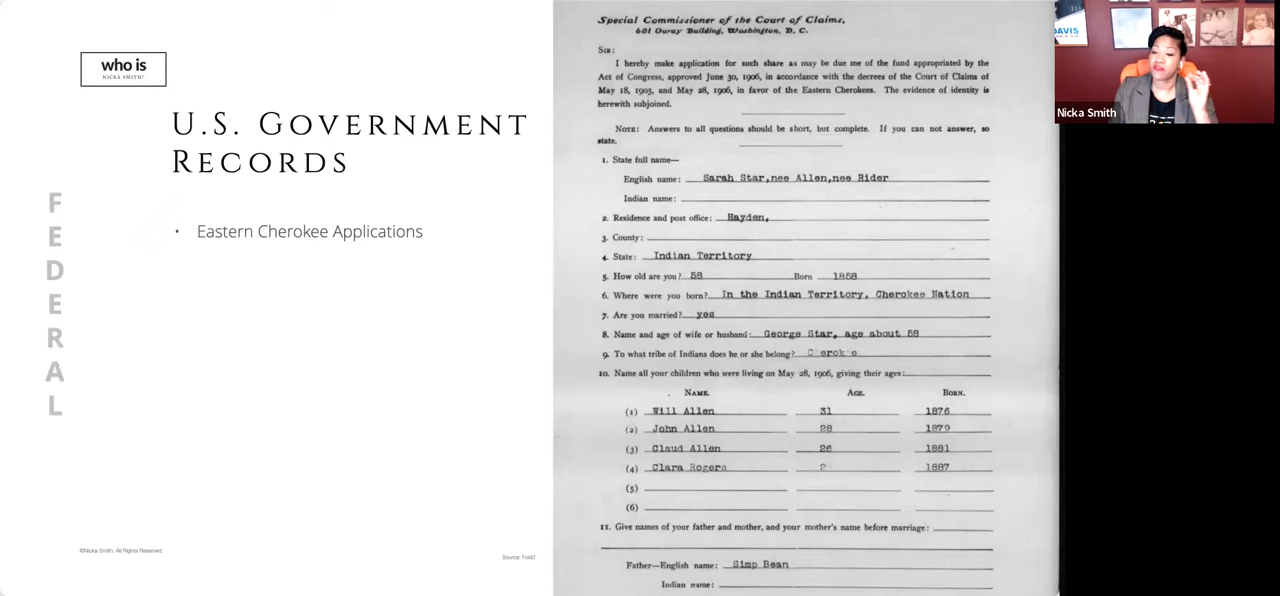 who is
NICKA SMITH?
U.S. GOVERNMENT
RECORDS
FEDERAL
• Eastern Cherokee Applications
©Nicka Smith, All Rights Reserved.
Source: Fold3
Special Commissioner of the Court of Claims,
601 Ouray Building, Washington, D. C.
SIR:
I hereby make application for such share as may be due me of the fund appropriated by the
Act of Congress, approved June 30, 1906, in accordance with the decrees of the Court of Claims of
May 18, 1905, and May 28, 1906, in favor of the Eastern Cherokees. The evidence of identity is
herewith subjoined.
NOTE: Answers to all questions should be short, but complete. If you can not answer, so
state.
1. State full name—
English name: Sarah Star,nee Allen,nee Rider
Indian name:
2. Residence and post office: Hayden,
3. County:
4. State: Indian Territory
5. How old are you? 58 Born 1858
6. Where were you born? In the Indian Territory, Cherokee Nation
7. Are you married? yes
8. Name and age of wife or husband: George Star, age about 58
9. To what tribe of Indians does he or she belong?
10. Name all your children who were living on May 28, 1906, giving their ages:
NAME. AGE. BORN.
(1) Will Allen 31 1876
(2) John Allen 28 1879
(3) Claud Allen 26 1881
(4) Clara Rogers 1887
(5)
(6)
11. Give names of your father and mother, and your mother's name before marriage:
Father—English name: Simp Bean
Indian name:
DAVIS
Nicka Smith